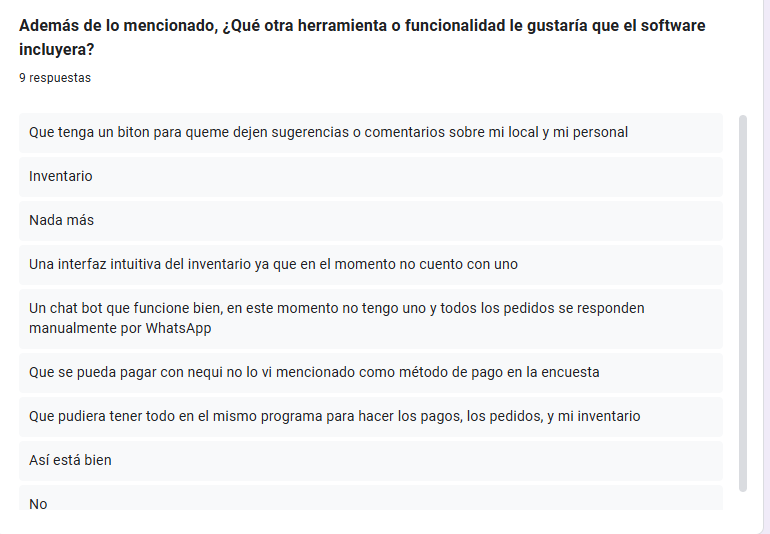 Además de lo mencionado, ¿Qué otra herramienta o funcionalidad le gustaría que el software
incluyera?
9 respuestas
Que tenga un biton para queme dejen sugerencias o comentarios sobre mi local y mi personal
Inventario
Nada más
Una interfaz intuitiva del inventario ya que en el momento no cuento con uno
Un chat bot que funcione bien, en este momento no tengo uno y todos los pedidos se responden
manualmente por WhatsApp
Que se pueda pagar con nequi no lo vi mencionado como método de pago en la encuesta
Que pudiera tener todo en el mismo programa para hacer los pagos, los pedidos, y mi inventario
Así está bien
No